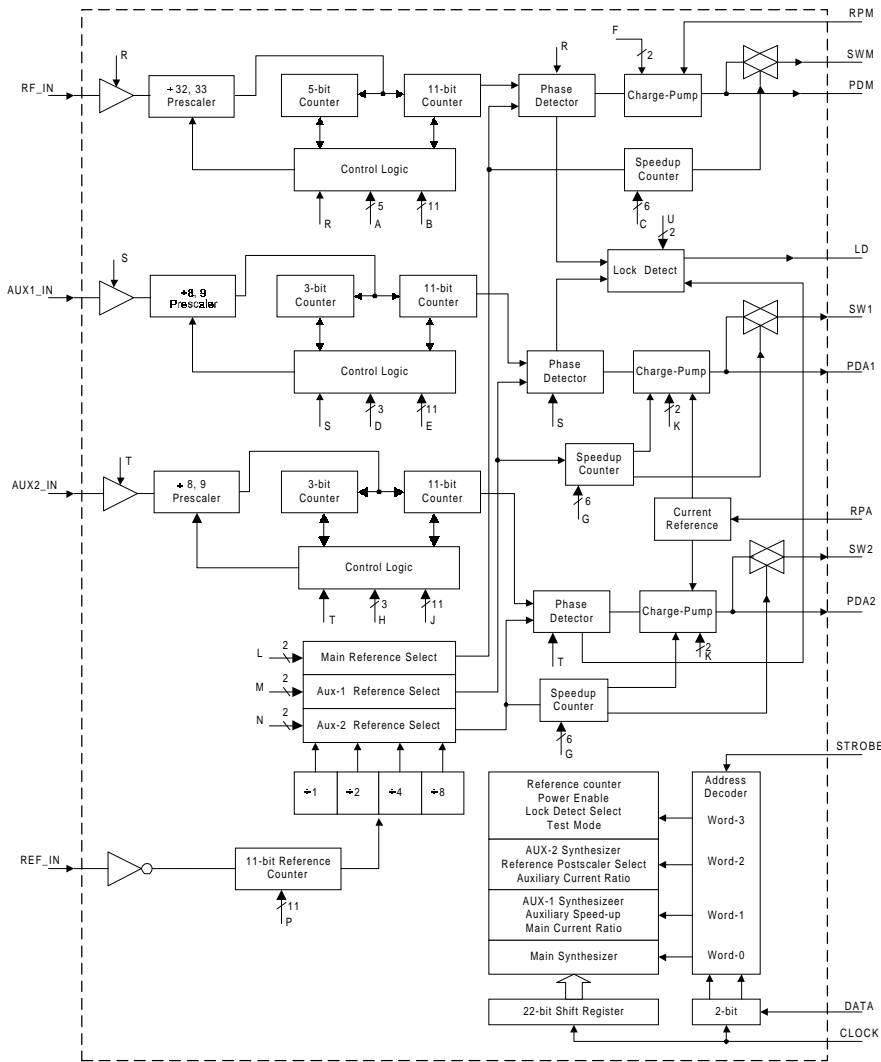 RPM
R
F
2
R
SWM
RF_IN
÷32, 33
Prescaler
5-bit
Counter
11-bit
Counter
Phase
Detector
Charge-Pump
PDM
Control Logic
Speedup
Counter
5
11
R
A
B
6
C
U
2
Lock Detect
LD
S
AUX1_IN
÷8, 9
Prescaler
3-bit
Counter
11-bit
Counter
SW1
Control Logic
Phase
Detector
Charge-Pump
PDA1
3
11
S
D
E
S
2
K
T
Speedup
Counter
AUX2_IN
÷8, 9
Prescaler
3-bit
Counter
11-bit
Counter
6
G
Current
Reference
RPA
Control Logic
SW2
3
11
T
H
J
Phase
Detector
Charge-Pump
PDA2
T
2
K
L
2
Main Reference Select
M
2
Aux-1 Reference Select
N
2
Aux-2 Reference Select
Speedup
Counter
6
G
STROBE
÷1
÷2
÷4
÷8
Reference counter
Power Enable
Lock Detect Select
Test Mode
Address
Decoder
Word-3
AUX-2 Synthesizer
Reference Postscaler Select
Auxiliary Current Ratio
Word-2
REF_IN
11-bit Reference
Counter
11
P
AUX-1 Synthesizeer
Auxiliary Speed-up
Main Current Ratio
Word-1
Main Synthesizer
Word-0
22-bit Shift Register
2-bit
DATA
CLOCK